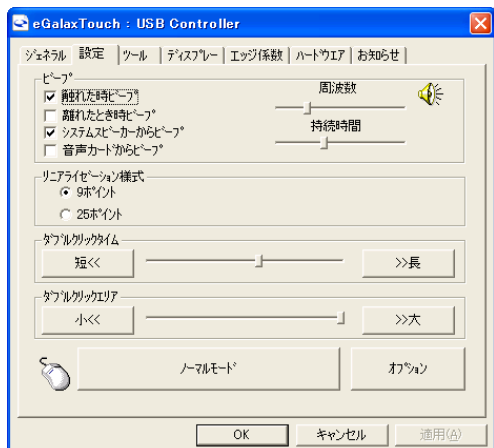 eGalaxTouch : USB Controller
ｼﾞｪﾈﾗﾙ 設定 ﾂｰﾙ ﾃﾞｨｽﾌﾟﾚｰ ｴｯｼﾞ係数 ﾊｰﾄﾞｳｴｱ お知らせ
ﾋﾞｰﾌﾟ
触れた時ﾋﾞｰﾌﾟ
離れたとき時ﾋﾞｰﾌﾟ
ｼｽﾃﾑｽﾋﾟｰｶｰからﾋﾞｰﾌﾟ
音声ｶｰﾄﾞからﾋﾞｰﾌﾟ
周波数
持続時間
ﾘﾆｱﾗｲｾﾞｰｼｮﾝ様式
9ﾎﾟｲﾝﾄ
25ﾎﾟｲﾝﾄ
ﾀﾞﾌﾞﾙｸﾘｯｸﾀｲﾑ
短<< >>長
ﾀﾞﾌﾞﾙｸﾘｯｸｴﾘｱ
小<< >>大
ﾉｰﾏﾙﾓｰﾄﾞ ｵﾌﾟｼｮﾝ
OK キャンセル 適用(A)